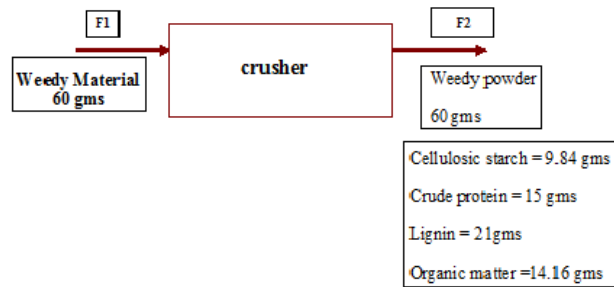 F1
F2
Weedy Material
60 gms
crusher
Weedy powder
60 gms
Cellusosic starch = 9.84 gms
Crude protein = 15 gms
Lignin = 21gms
Organic matter =14.16 gms